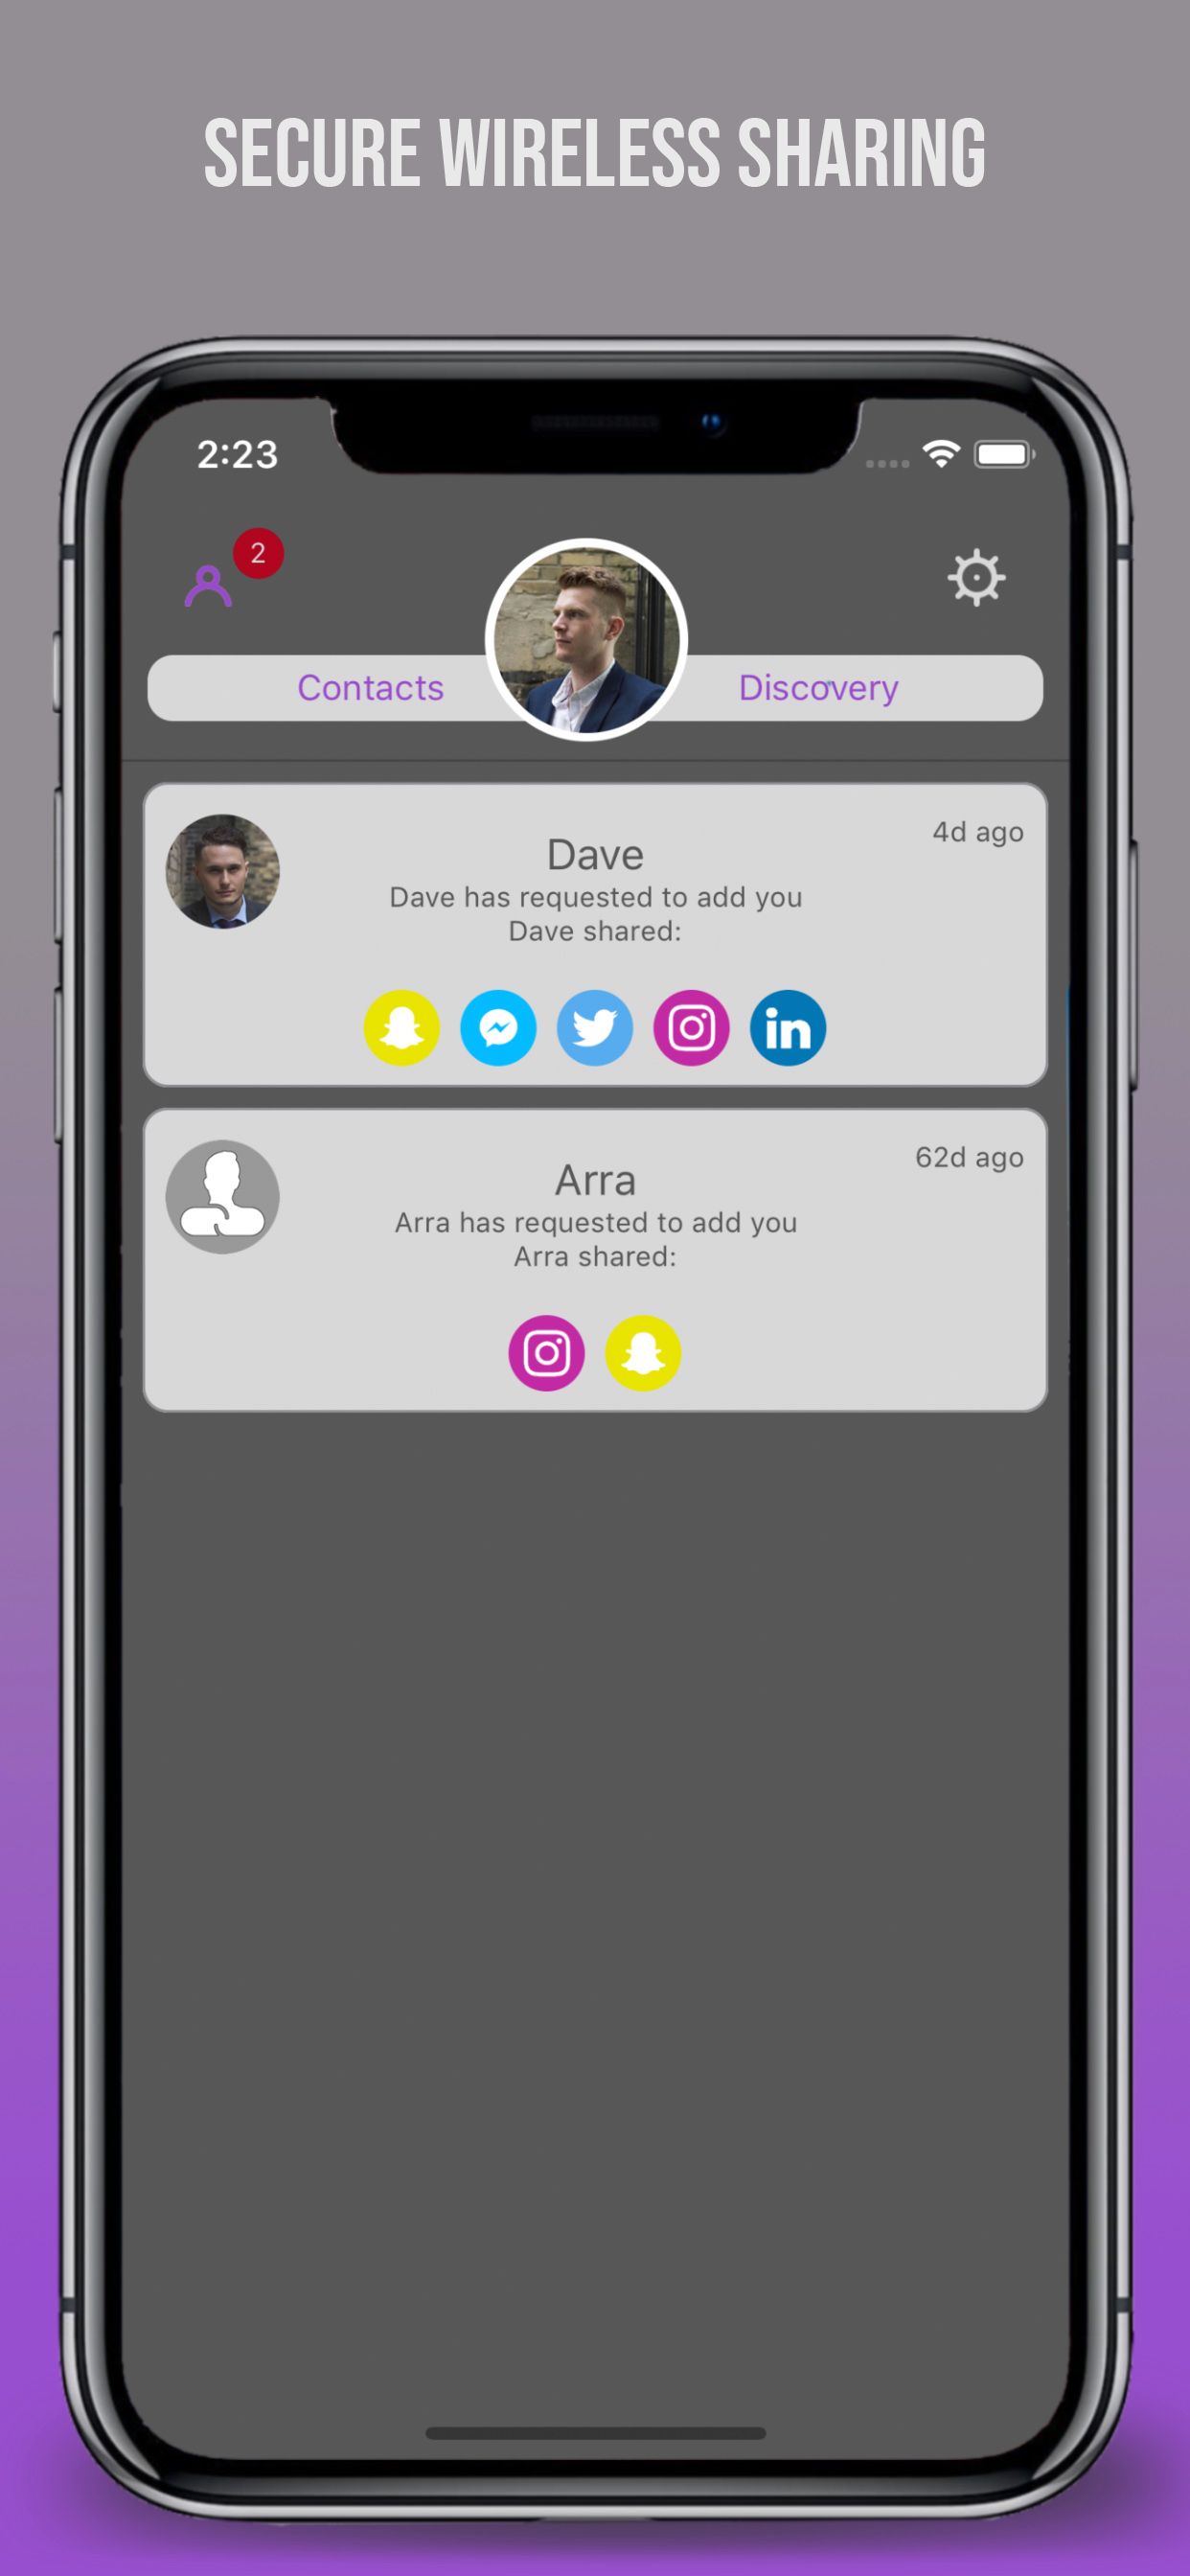 SECURE WIRELESS SHARING
2:23
2
Contacts
Discovery
4d ago
Dave
Dave has requested to add you
Dave shared:
in
62d ago
Arra
Arra has requested to add you
Arra shared: